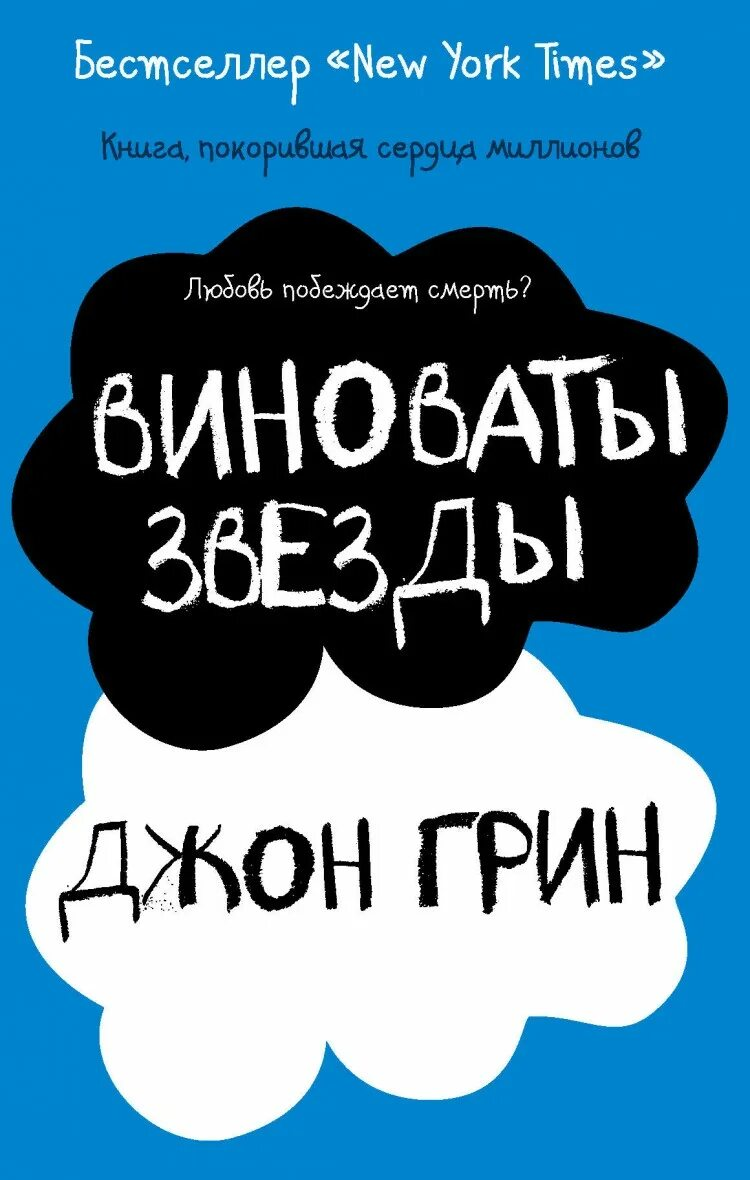 Бестселлер «New York Times»
Книга, покорившая сердца миллионов
Любовь побеждает смерть?
ВИНОВАТЫ
ЗВЕЗДЫ
ДЖОН ГРИН